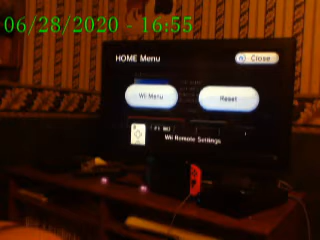 06/28/2020 - 16:55
HOME Menu
Close
Wii Menu
Reset
Wii Remote Settings